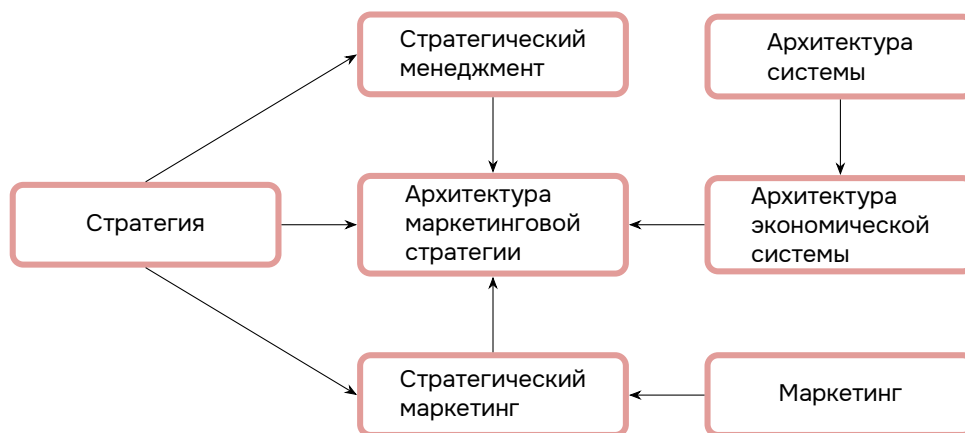 Стратегический
менеджмент
Архитектура
системы
Стратегия
Архитектура
маркетинговой
стратегии
Архитектура
экономической
системы
Стратегический
маркетинг
Маркетинг